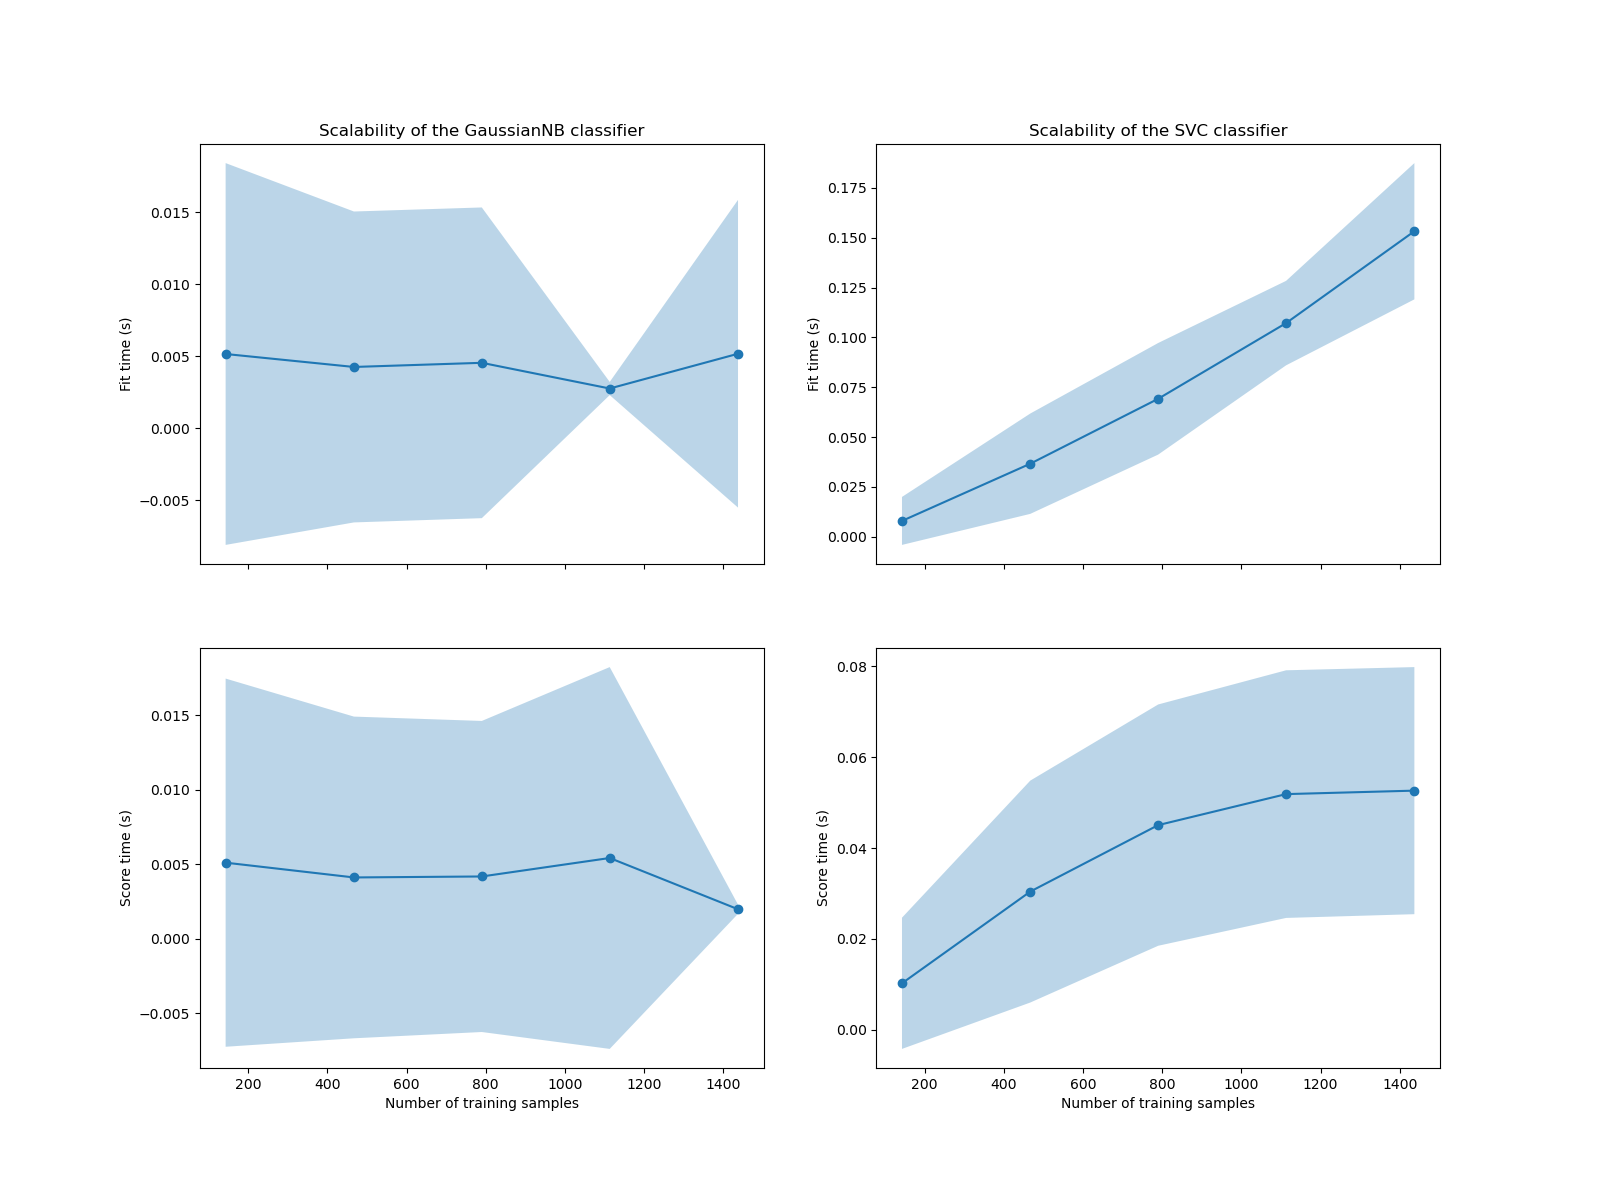 Scalability of the GaussianNB classifier
Scalability of the SVC classifier
Fit time (s)
0.015
0.010
0.005
0.000
−0.005
Fit time (s)
0.175
0.150
0.125
0.100
0.075
0.050
0.025
0.000
Score time (s)
0.015
0.010
0.005
0.000
−0.005
200 400 600 800 1000 1200 1400
Number of training samples
Score time (s)
0.08
0.06
0.04
0.02
0.00
200 400 600 800 1000 1200 1400
Number of training samples